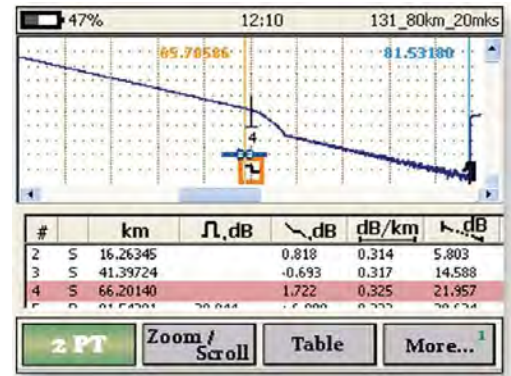 47% 12:10 131_80km_20mks
65.70586 81.53180
4
# km ,dB ,dB dB/km dB
2 S 16.26345 0.818 0.314 5.803
3 S 41.39724 -0.693 0.317 14.588
4 S 66.20140 1.722 0.325 21.957
2 PT Zoom / Scroll Table More... 1